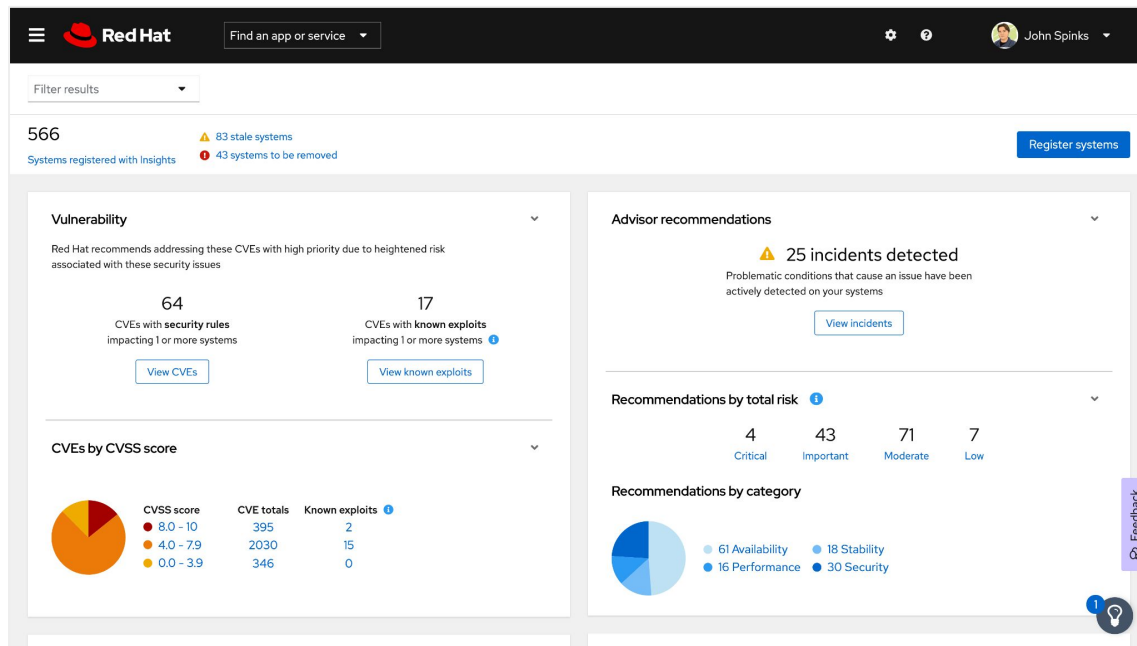 Red Hat
Find an app or service
John Spinks
Filter results
566
Systems registered with Insights
83 stale systems
43 systems to be removed
Register systems
Vulnerability
Red Hat recommends addressing these CVEs with high priority due to heightened risk
associated with these security issues
64
CVEs with security rules
impacting 1 or more systems
View CVEs
17
CVEs with known exploits
impacting 1 or more systems
View known exploits
CVEs by CVSS score
CVSS score CVE totals Known exploits
8.0 - 10 395 2
4.0 - 7.9 2030 15
0.0 - 3.9 346 0
Advisor recommendations
25 incidents detected
Problematic conditions that cause an issue have been
actively detected on your systems
View incidents
Recommendations by total risk
4 43 71 7
Critical Important Moderate Low
Recommendations by category
61 Availability 18 Stability
16 Performance 30 Security
Feedback
1